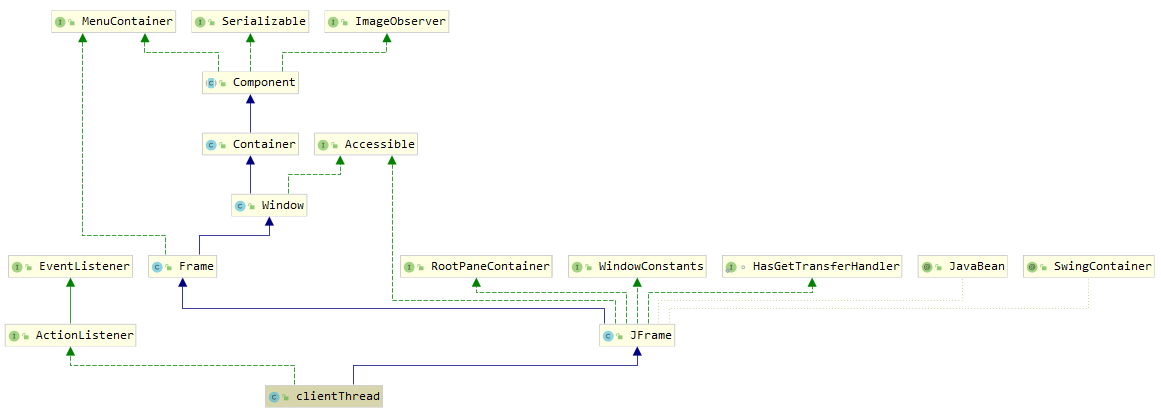 MenuContainer
Serializable
ImageObserver
Component
Container
Accessible
Window
EventListener
Frame
RootPaneContainer
WindowConstants
HasGetTransferHandler
JavaBean
SwingContainer
ActionListener
JFrame
clientThread